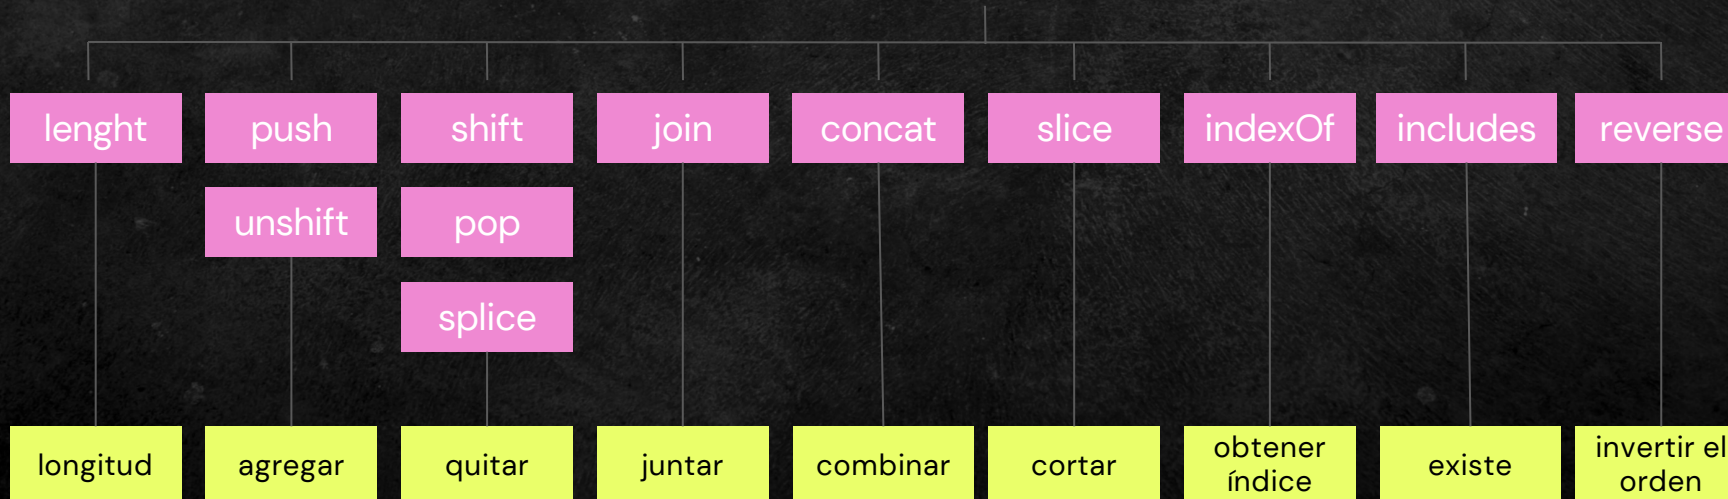 lenght
push
shift
join
concat
slice
indexOf
includes
reverse
unshift
pop
splice
longitud
agregar
quitar
juntar
combinar
cortar
obtener
índice
existe
invertir el
orden